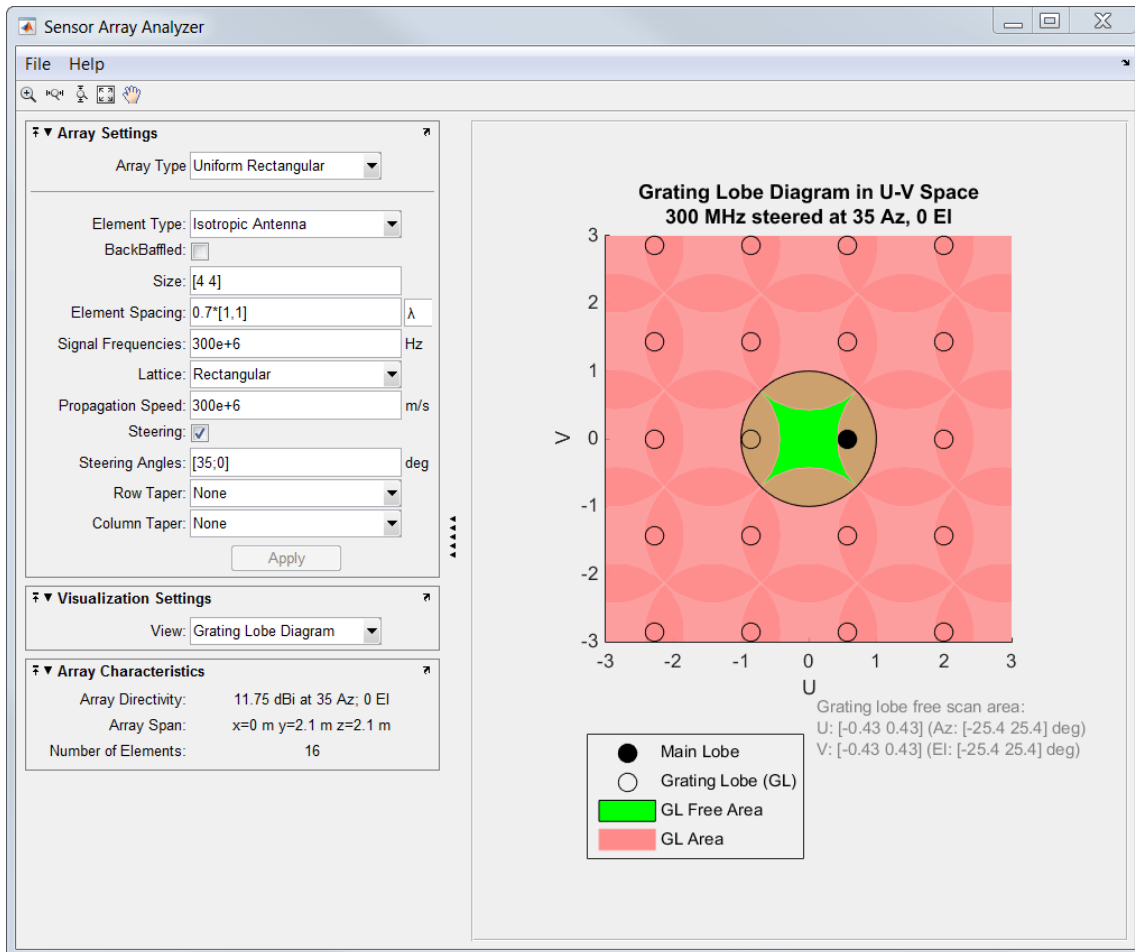 Sensor Array Analyzer
File Help
Array Settings
Array Type Uniform Rectangular
Element Type: Isotropic Antenna
BackBaffled:
Size: [4 4]
Element Spacing: 0.7*[1,1] λ
Signal Frequencies: 300e+6 Hz
Lattice: Rectangular
Propagation Speed: 300e+6 m/s
Steering:
Steering Angles: [35;0] deg
Row Taper: None
Column Taper: None
Apply
Visualization Settings
View: Grating Lobe Diagram
Array Characteristics
Array Directivity: 11.75 dBi at 35 Az; 0 El
Array Span: x=0 m y=2.1 m z=2.1 m
Number of Elements: 16
Grating Lobe Diagram in U-V Space
300 MHz steered at 35 Az, 0 El
3
2
1
0
-1
-2
-3
V
-3 -2 -1 0 1 2 3
U
Grating lobe free scan area:
U: [-0.43 0.43] (Az: [-25.4 25.4] deg)
V: [-0.43 0.43] (El: [-25.4 25.4] deg)
Main Lobe
Grating Lobe (GL)
GL Free Area
GL Area